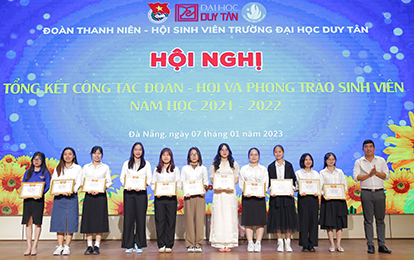 ĐẠI HỌC
DUY TÂN
ĐOÀN THANH NIÊN - HỘI SINH VIÊN TRƯỜNG ĐẠI HỌC DUY TÂN
HỘI NGHỊ
TỔNG KẾT CÔNG TÁC ĐOÀN - HỘI VÀ PHONG TRÀO SINH VIÊN
NĂM HỌC 2021 - 2022
Đà Nẵng, ngày 07 tháng 01 năm 2023